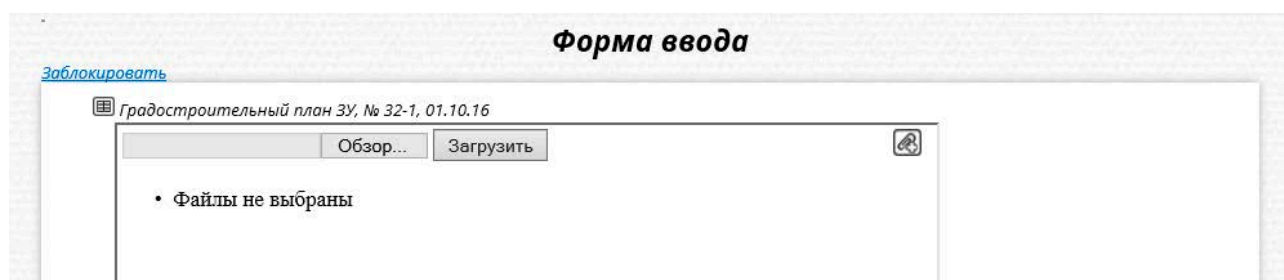 Форма ввода
Заблокировать
Градостроительный план ЗУ, № 32-1, 01.10.16
Обзор... Загрузить
• Файлы не выбраны